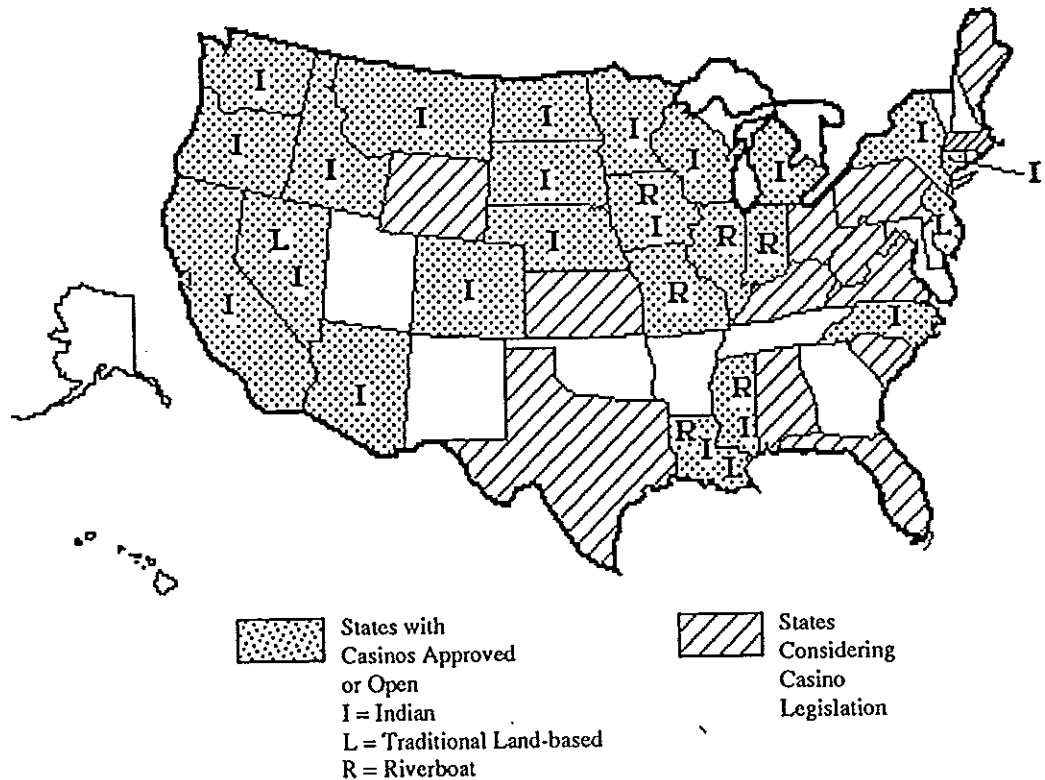 I
I
I
I
I
I
I
I
I
I
I
R
I
L
L
I
R
R
I
I
R
I
I
R
I
R
I
I
L
States with
Casinos Approved
or Open
I = Indian
L = Traditional Land-based
R = Riverboat
States
Considering
Casino
Legislation